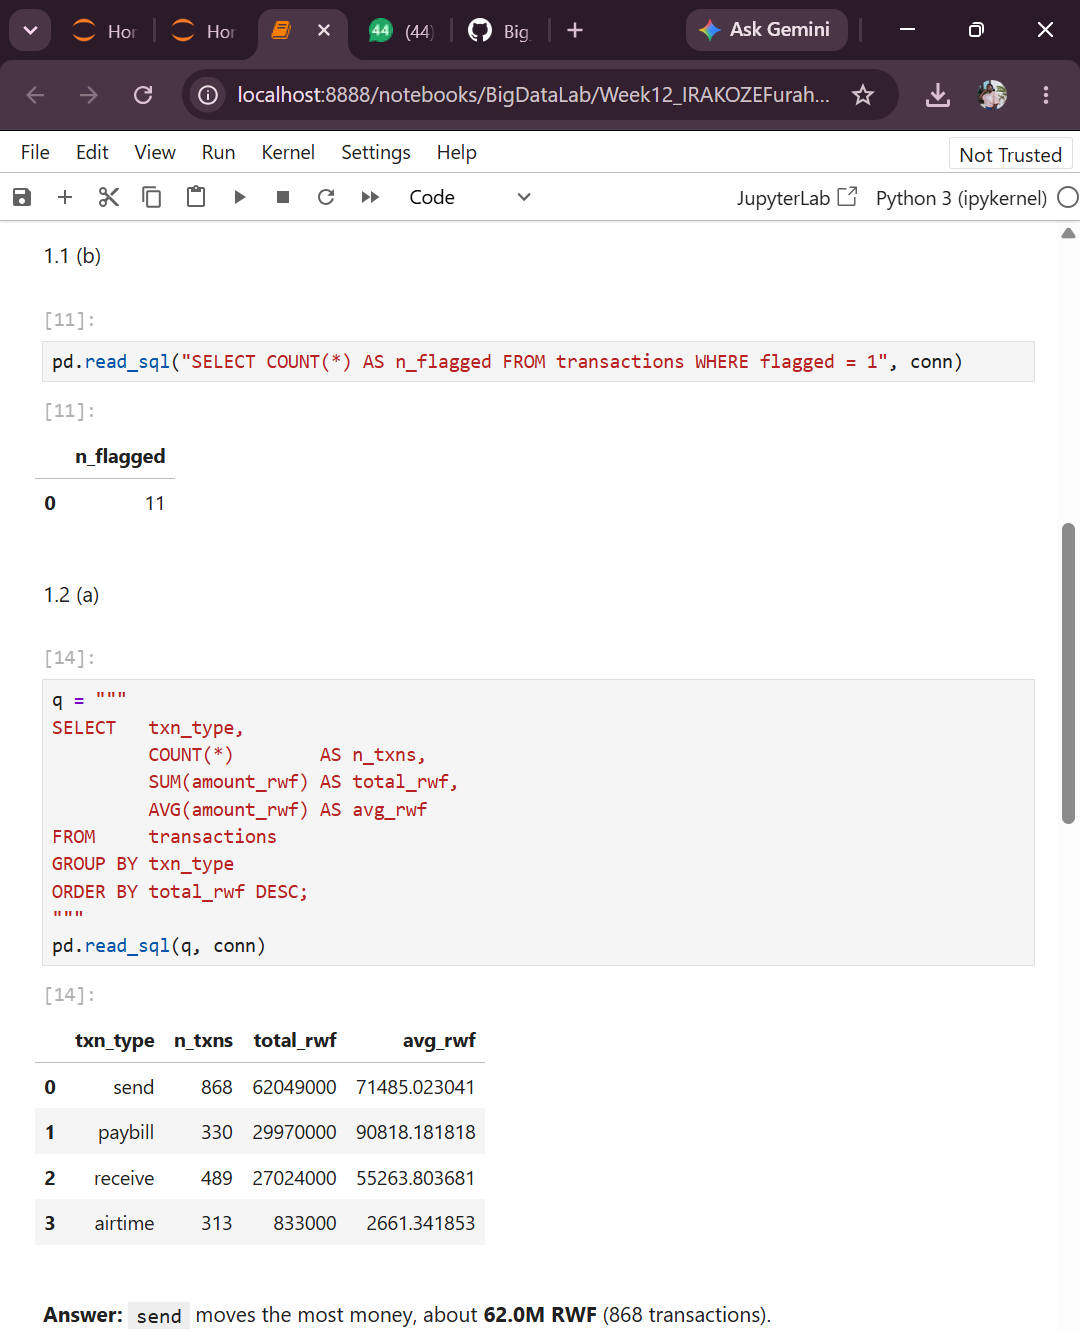 Hor
Hor
44
(44)
Big
Ask Gemini
localhost:8888/notebooks/BigDataLab/Week12_IRAKOZEFurah...
File Edit View Run Kernel Settings Help
Not Trusted
Code
JupyterLab
Python 3 (ipykernel)
1.1 (b)
[11]:
pd.read_sql("SELECT COUNT(*) AS n_flagged FROM transactions WHERE flagged = 1", conn)
[11]:
n_flagged
0 11
1.2 (a)
[14]:
q = """
SELECT   txn_type,
         COUNT(*)        AS n_txns,
         SUM(amount_rwf) AS total_rwf,
         AVG(amount_rwf) AS avg_rwf
FROM     transactions
GROUP BY txn_type
ORDER BY total_rwf DESC;
"""
pd.read_sql(q, conn)
[14]:
txn_type n_txns total_rwf avg_rwf
0 send 868 62049000 71485.023041
1 paybill 330 29970000 90818.181818
2 receive 489 27024000 55263.803681
3 airtime 313 833000 2661.341853
Answer: send moves the most money, about 62.0M RWF (868 transactions).